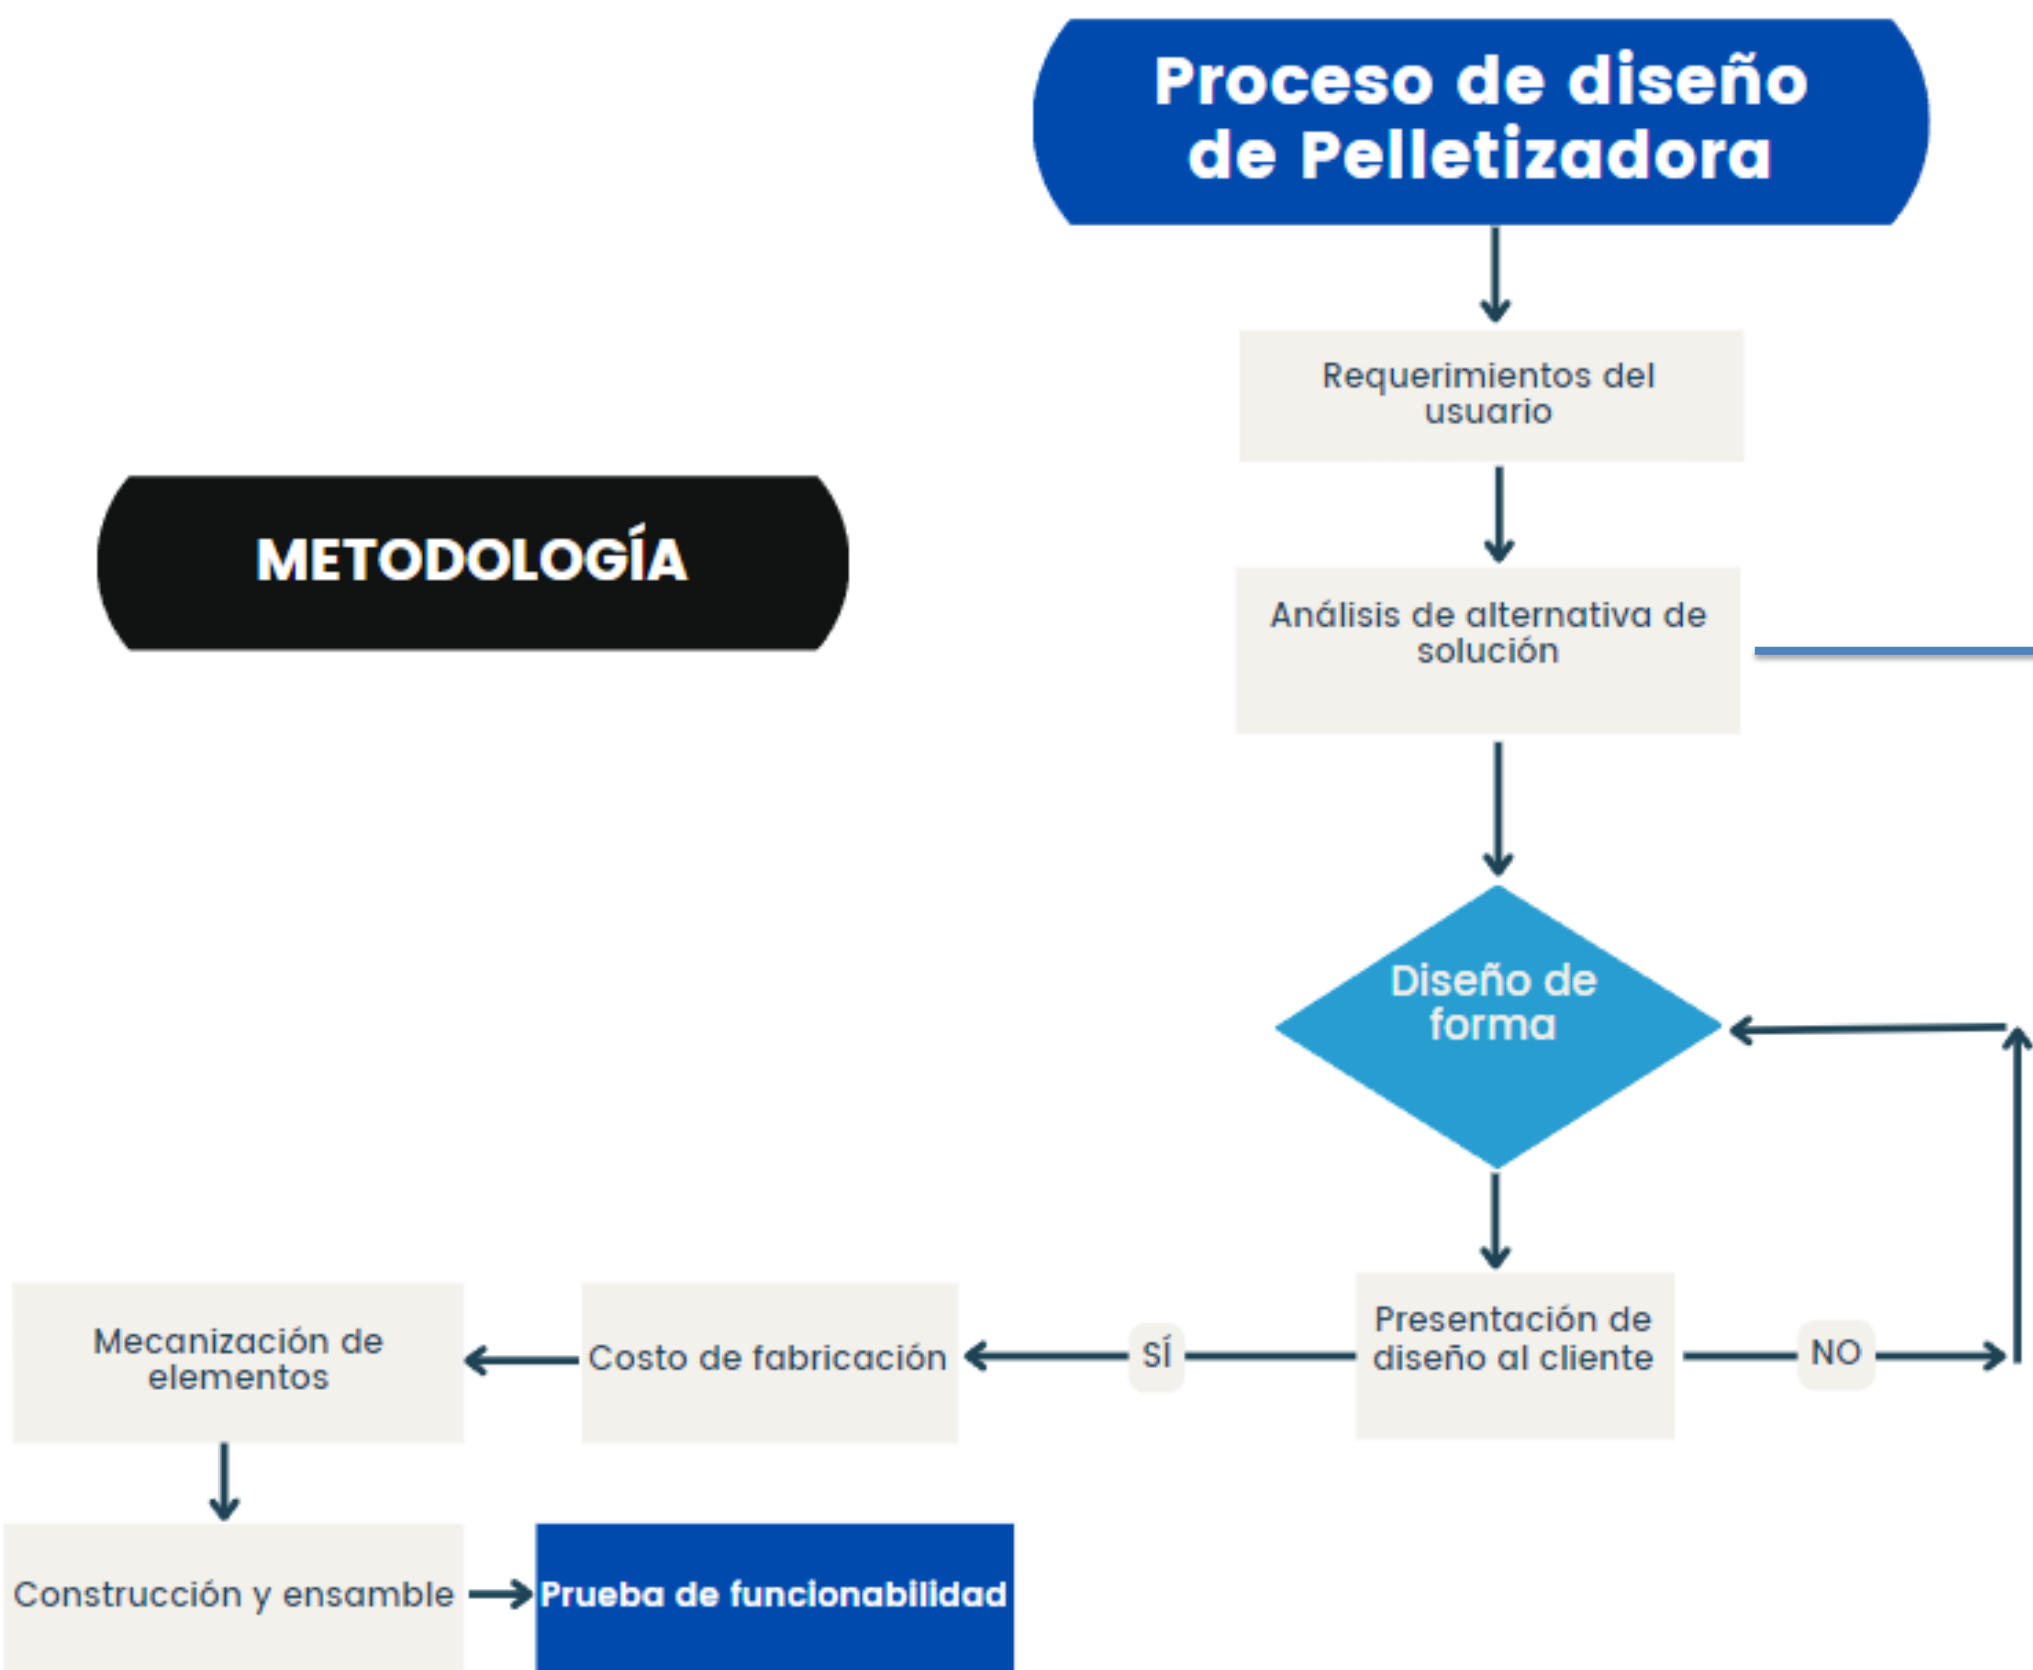 Proceso de diseño
de Pelletizadora
Requerimientos del
usuario
METODOLOGÍA
Análisis de alternativa de
solución
Diseño de
forma
Presentación de
diseño al cliente
NO
SÍ
Costo de fabricación
Mecanización de
elementos
Construcción y ensamble
Prueba de funcionabilidad